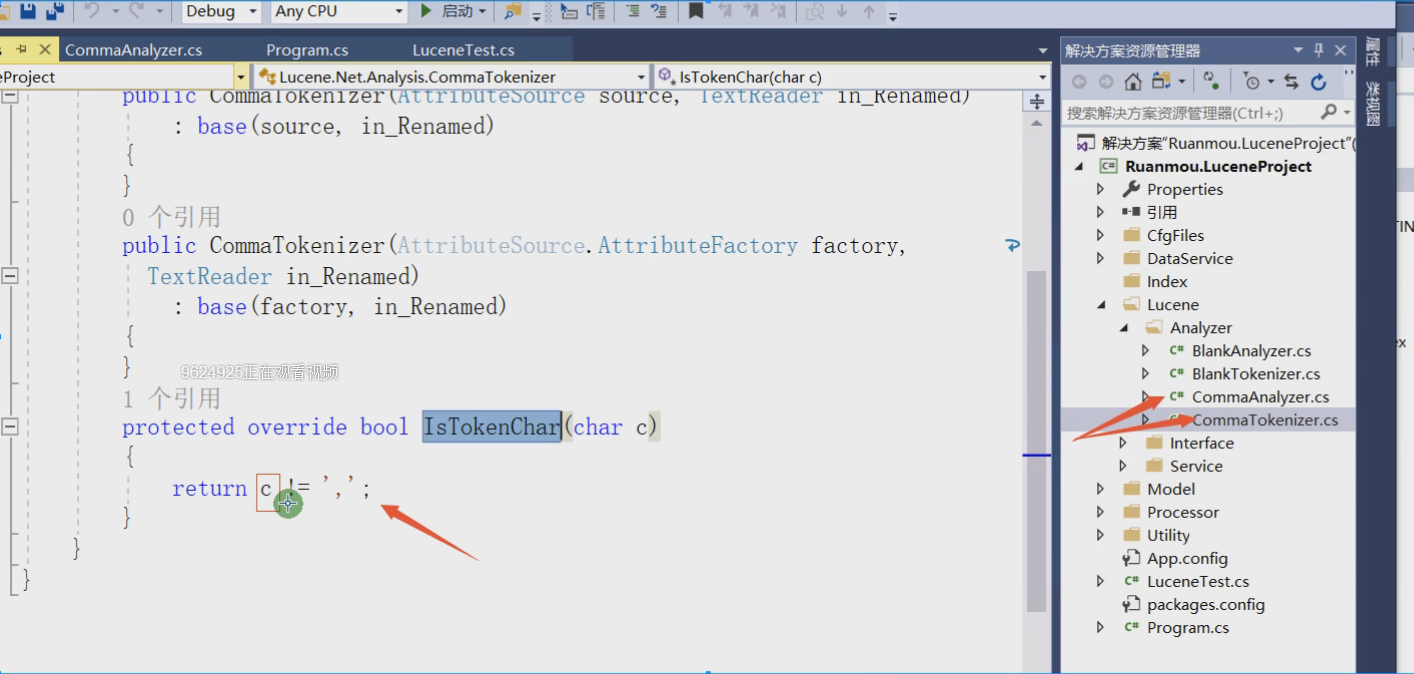 Debug
Any CPU
启动
CommaAnalyzer.cs
Program.cs
LuceneTest.cs
eProject
Lucene.Net.Analysis.CommaTokenizer
IsTokenChar(char c)
public CommaTokenizer(AttributeSource source, TextReader in_Renamed)
: base(source, in_Renamed)
{
}
0 个引用
public CommaTokenizer(AttributeSource.AttributeFactory factory,
TextReader in_Renamed)
: base(factory, in_Renamed)
{
}
9624925正在观看视频
1 个引用
protected override bool IsTokenChar(char c)
{
return c != ',';
}
}
}
解决方案资源管理器
搜索解决方案资源管理器(Ctrl+;)
解决方案"Ruanmou.LuceneProject"(
Ruanmou.LuceneProject
Properties
引用
CfgFiles
DataService
Index
Lucene
Analyzer
BlankAnalyzer.cs
BlankTokenizer.cs
CommaAnalyzer.cs
CommaTokenizer.cs
Interface
Service
Model
Processor
Utility
App.config
LuceneTest.cs
packages.config
Program.cs
属性
类视图